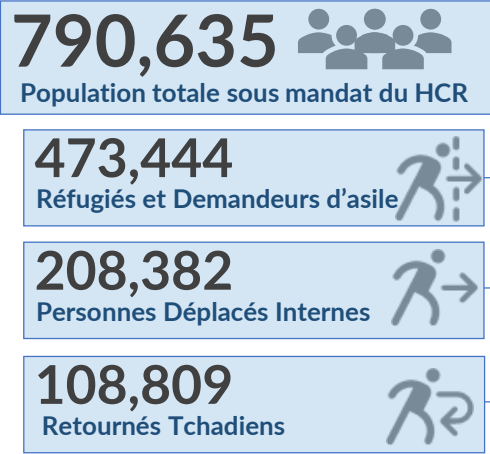 790,635
Population totale sous mandat du HCR
473,444
Réfugiés et Demandeurs d'asile
208,382
Personnes Déplacés Internes
108,809
Retournés Tchadiens